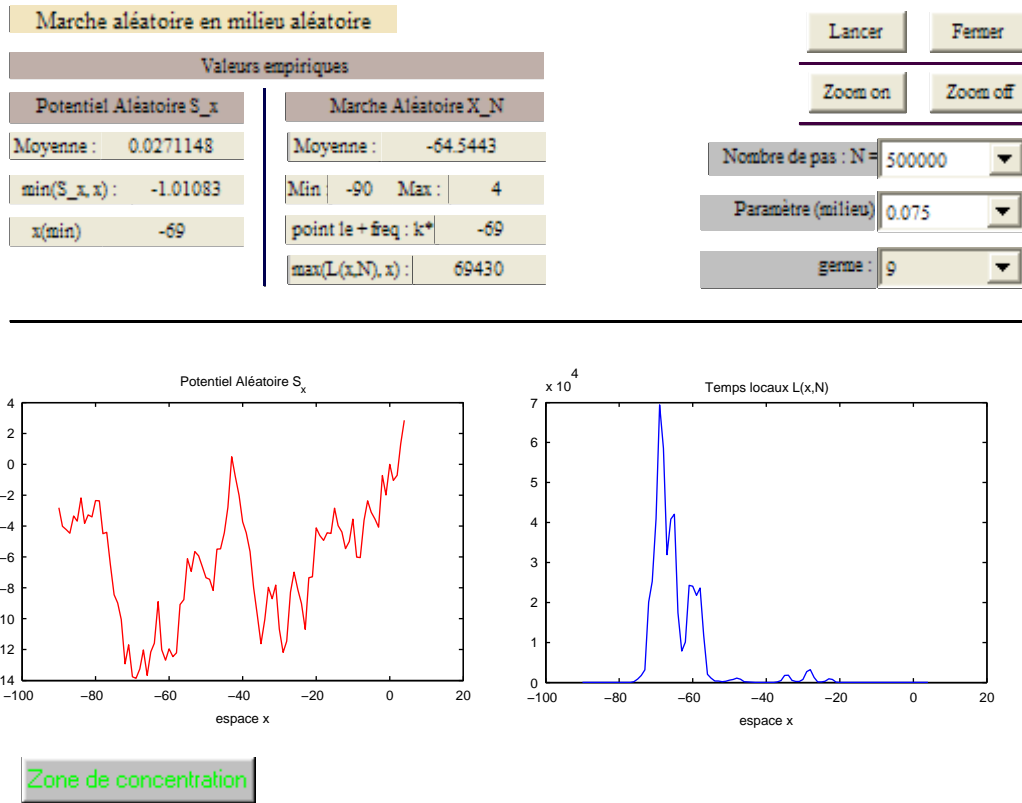 Marche aléatoire en milieu aléatoire
Lancer
Fermer
Valeurs empiriques
Zoom on
Zoom off
Potentiel Aléatoire S_x
Marche Aléatoire X_N
Moyenne : 0.0271148
Moyenne : -64.5443
Nombre de pas : N = 500000
min(S_x, x) : -1.01083
Min : -90 Max : 4
Paramètre (milieu) 0.075
x(min) -69
point le + freq : k* -69
germe : 9
max(L(x,N), x) : 69430
Potentiel Aléatoire S_x
4
2
0
−2
−4
−6
−8
10
12
14
−100 −80 −60 −40 −20 0 20
espace x
x 10^4
Temps locaux L(x,N)
7
6
5
4
3
2
1
0
−100 −80 −60 −40 −20 0 20
espace x
Zone de concentration